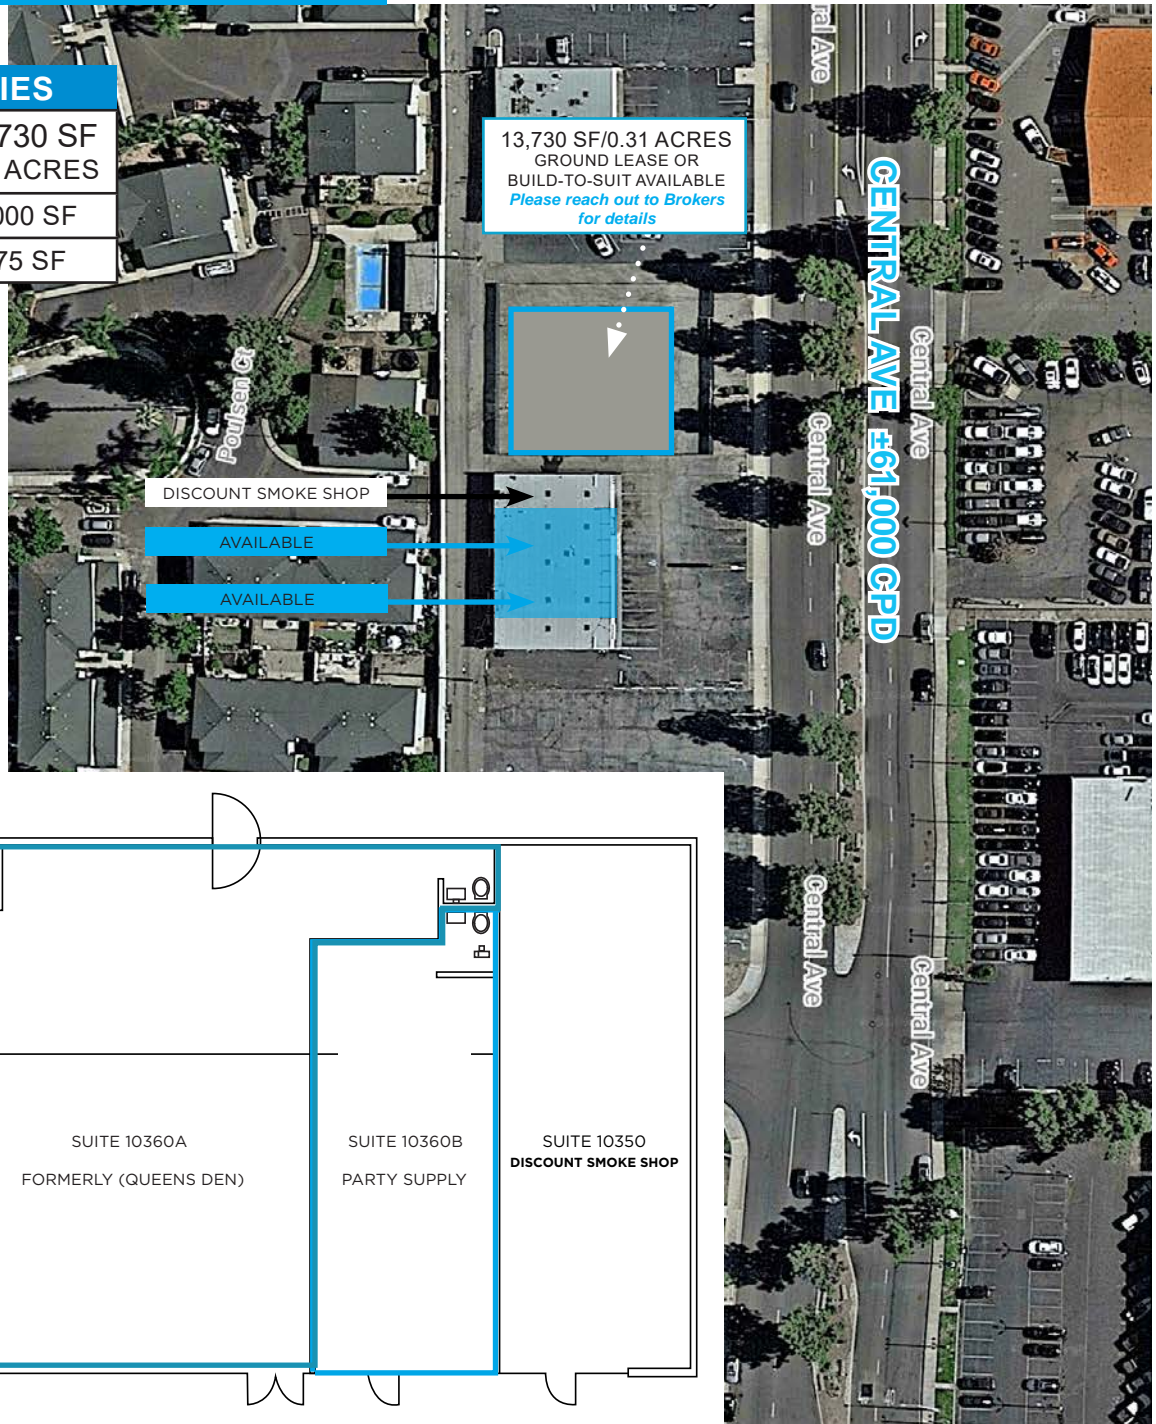 IES
730 SF
ACRES
000 SF
75 SF
13,730 SF/0.31 ACRES
GROUND LEASE OR
BUILD-TO-SUIT AVAILABLE
Please reach out to Brokers
for details
ral Ave
CENTRAL AVE ±61,000 CPD
Central Ave
Central Ave
Poulsen Ct
DISCOUNT SMOKE SHOP
AVAILABLE
AVAILABLE
Central Ave
Central Ave
SUITE 10360A
FORMERLY (QUEENS DEN)
SUITE 10360B
PARTY SUPPLY
SUITE 10350
DISCOUNT SMOKE SHOP